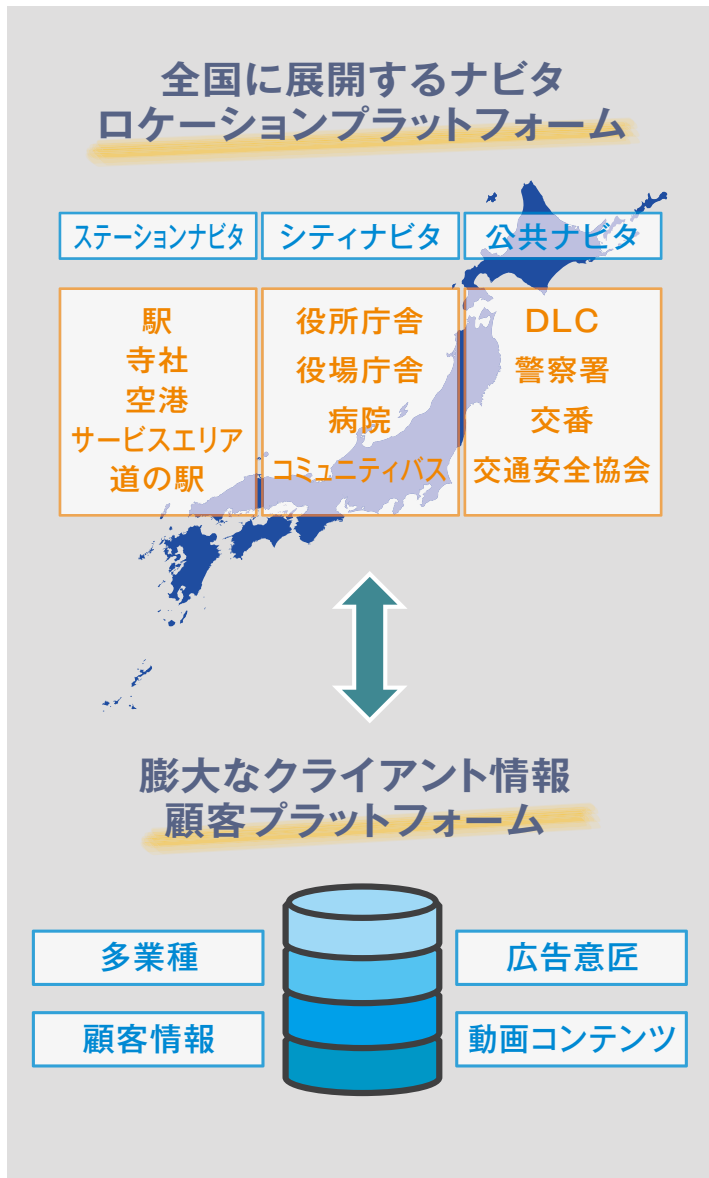 全国に展開するナビタ
ロケーションプラットフォーム
ステーションナビタ
シティナビタ
公共ナビタ
駅
寺社
空港
サービスエリア
道の駅
役所庁舎
役場庁舎
病院
コミュニティバス
DLC
警察署
交番
交通安全協会
膨大なクライアント情報
顧客プラットフォーム
多業種
顧客情報
広告意匠
動画コンテンツ